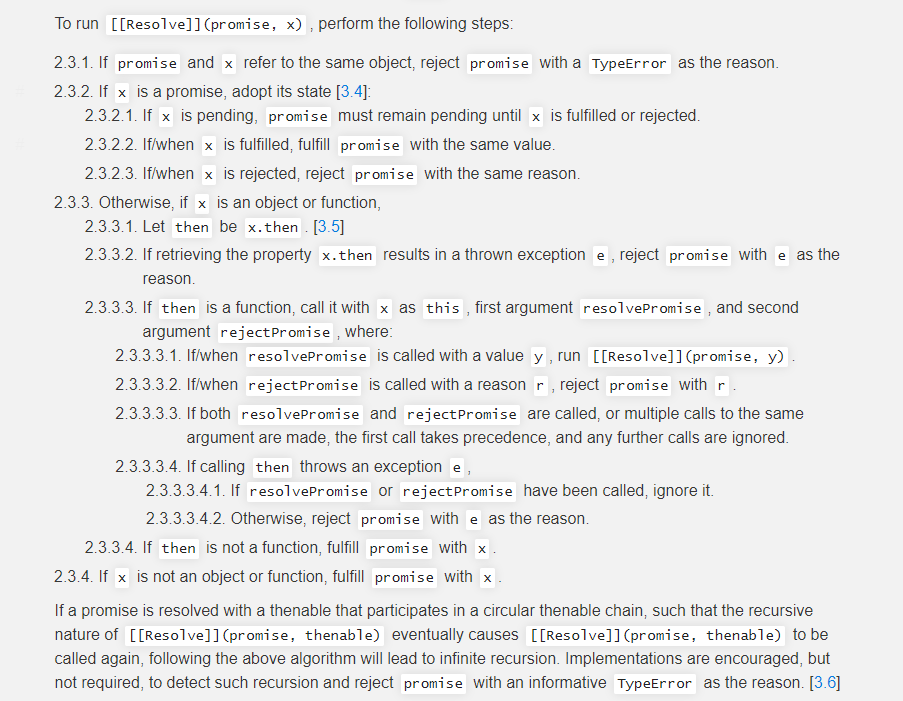 To run [[Resolve]](promise, x) , perform the following steps:
2.3.1. If promise and x refer to the same object, reject promise with a TypeError as the reason.
2.3.2. If x is a promise, adopt its state [3.4]:
2.3.2.1. If x is pending, promise must remain pending until x is fulfilled or rejected.
2.3.2.2. If/when x is fulfilled, fulfill promise with the same value.
2.3.2.3. If/when x is rejected, reject promise with the same reason.
2.3.3. Otherwise, if x is an object or function,
2.3.3.1. Let then be x.then . [3.5]
2.3.3.2. If retrieving the property x.then results in a thrown exception e , reject promise with e as the
reason.
2.3.3.3. If then is a function, call it with x as this , first argument resolvePromise , and second
argument rejectPromise , where:
2.3.3.3.1. If/when resolvePromise is called with a value y , run [[Resolve]](promise, y) .
2.3.3.3.2. If/when rejectPromise is called with a reason r , reject promise with r .
2.3.3.3.3. If both resolvePromise and rejectPromise are called, or multiple calls to the same
argument are made, the first call takes precedence, and any further calls are ignored.
2.3.3.3.4. If calling then throws an exception e ,
2.3.3.3.4.1. If resolvePromise or rejectPromise have been called, ignore it.
2.3.3.3.4.2. Otherwise, reject promise with e as the reason.
2.3.3.4. If then is not a function, fulfill promise with x .
2.3.4. If x is not an object or function, fulfill promise with x .
If a promise is resolved with a thenable that participates in a circular thenable chain, such that the recursive
nature of [[Resolve]](promise, thenable) eventually causes [[Resolve]](promise, thenable) to be
called again, following the above algorithm will lead to infinite recursion. Implementations are encouraged, but
not required, to detect such recursion and reject promise with an informative TypeError as the reason. [3.6]